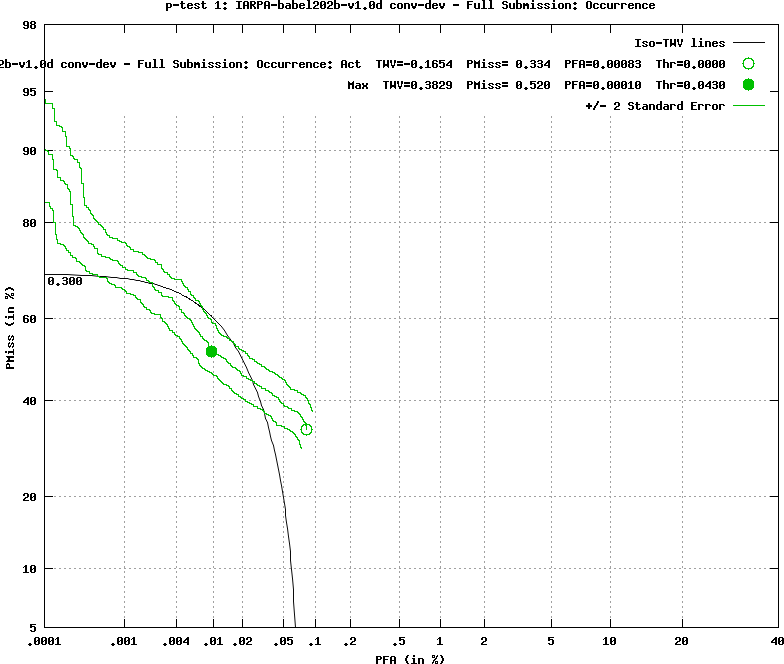 p-test 1: IARPA-babel202b-v1.0d conv-dev - Full Submission: Occurrence
98
Iso-TWV lines
2b-v1.0d conv-dev - Full Submission: Occurrence: Act TWV=-0.1654 PMiss= 0.334 PFA=0.00083 Thr=0.0000
Max TWV=0.3829 PMiss= 0.520 PFA=0.00010 Thr=0.0430
95
+/- 2 Standard Error
90
80
0.300
60
PMiss (in %)
40
20
10
5
.0001 .001 .004 .01 .02 .05 .1 .2 .5 1 2 5 10 20 40
PFA (in %)